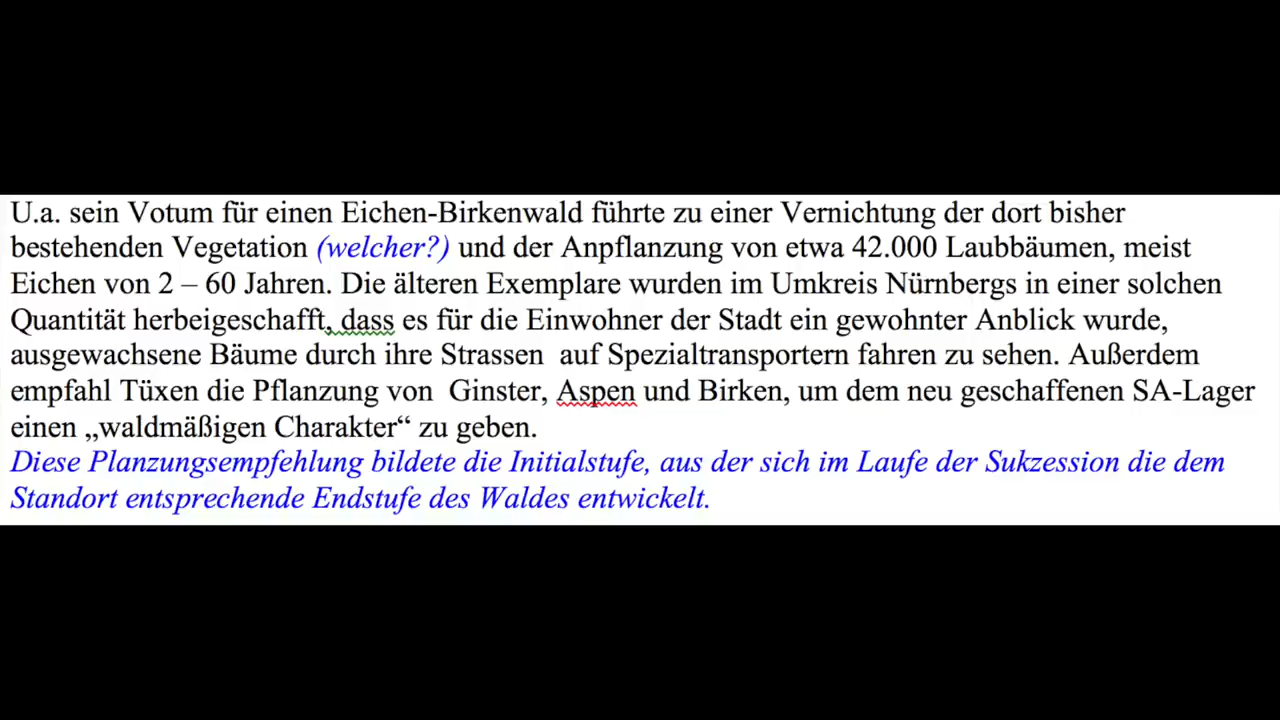 U.a. sein Votum für einen Eichen-Birkenwald führte zu einer Vernichtung der dort bisher
bestehenden Vegetation (welcher?) und der Anpflanzung von etwa 42.000 Laubbäumen, meist
Eichen von 2 – 60 Jahren. Die älteren Exemplare wurden im Umkreis Nürnbergs in einer solchen
Quantität herbeigeschafft, dass es für die Einwohner der Stadt ein gewohnter Anblick wurde,
ausgewachsene Bäume durch ihre Strassen  auf Spezialtransportern fahren zu sehen. Außerdem
empfahl Tüxen die Pflanzung von  Ginster, Aspen und Birken, um dem neu geschaffenen SA-Lager
einen „waldmäßigen Charakter“ zu geben.
Diese Planzungsempfehlung bildete die Initialstufe, aus der sich im Laufe der Sukzession die dem
Standort entsprechende Endstufe des Waldes entwickelt.